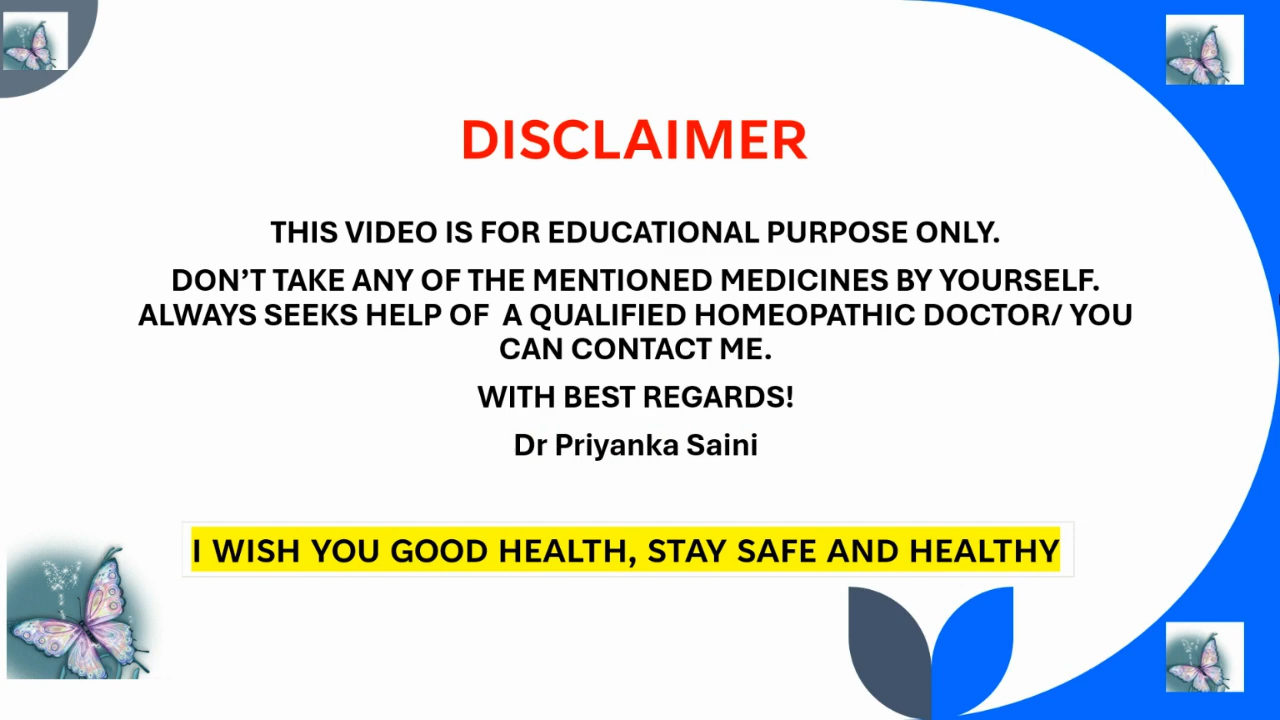 DISCLAIMER
THIS VIDEO IS FOR EDUCATIONAL PURPOSE ONLY.
DON’T TAKE ANY OF THE MENTIONED MEDICINES BY YOURSELF.
ALWAYS SEEKS HELP OF  A QUALIFIED HOMEOPATHIC DOCTOR/ YOU
CAN CONTACT ME.
WITH BEST REGARDS!
Dr Priyanka Saini
I WISH YOU GOOD HEALTH, STAY SAFE AND HEALTHY